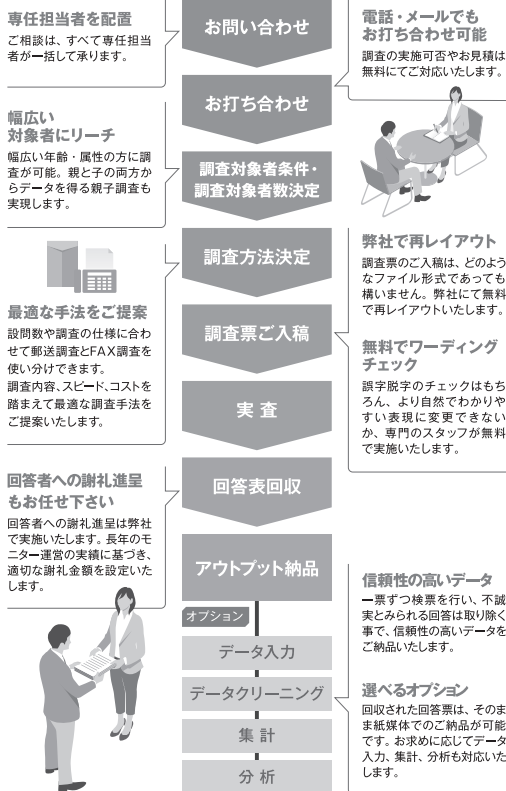 専任担当者を配置
ご相談は、すべて専任担当
者が一括して承ります。
お問い合わせ
電話・メールでも
お打ち合わせ可能
調査の実施可否やお見積は
無料にてご対応いたします。
お打ち合わせ
幅広い
対象者にリーチ
幅広い年齢・属性の方に調
査が可能。親と子の両方か
らデータを得る親子調査も
実現します。
調査対象者条件・
調査対象者数決定
調査方法決定
弊社で再レイアウト
調査票のご入稿は、どのよう
なファイル形式であっても
構いません。弊社にて無料
で再レイアウトいたします。
最適な手法をご提案
設問数や調査の仕様に合わ
せて郵送調査とFAX調査を
使い分けできます。
調査内容、スピード、コストを
踏まえて最適な調査手法を
ご提案いたします。
調査票ご入稿
無料でワーディング
チェック
誤字脱字のチェックはもち
ろん、より自然でわかりや
すい表現に変更できない
か、専門のスタッフが無料
で実施いたします。
実査
回答者への謝礼進呈
もお任せ下さい
回答者への謝礼進呈は弊社
で実施いたします。長年のモ
ニター運営の実績に基づき、
適切な謝礼金額を設定いた
します。
回答表回収
アウトプット納品
信頼性の高いデータ
一票ずつ検票を行い、不誠
実とみられる回答は取り除く
事で、信頼性の高いデータを
ご納品いたします。
オプション
データ入力
データクリーニング
集計
分析
選べるオプション
回収された回答票は、そのま
ま紙媒体でのご納品が可能
です。お求めに応じてデータ
入力、集計、分析も対応いた
します。